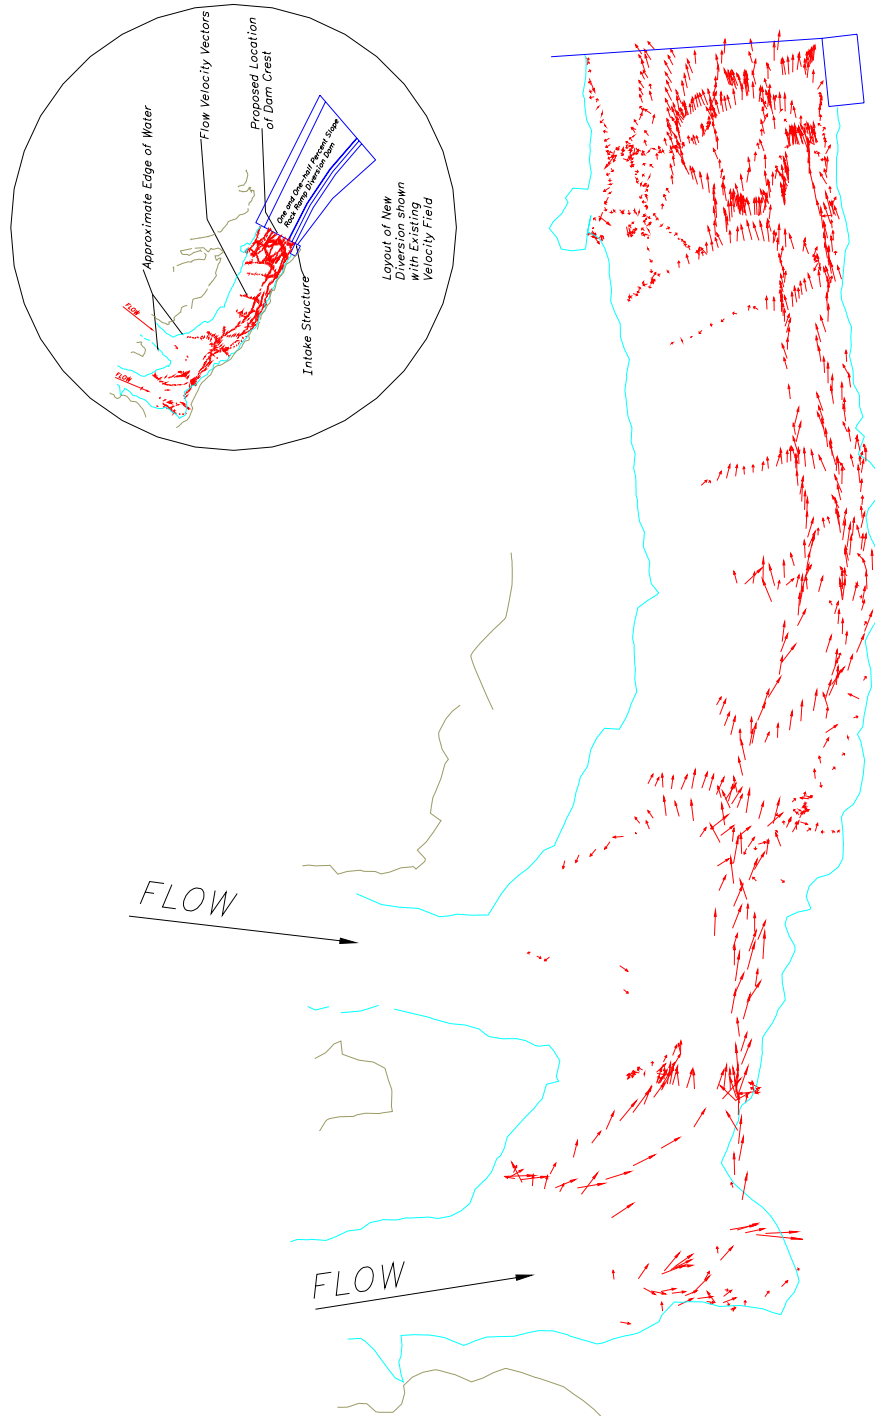 Approximate Edge of Water
Flow Velocity Vectors
Proposed Location
of Dam Crest
One and One-half Percent Slope
Rock Ramp Diversion Dam
Layout of New
Diversion shown
with Existing
Velocity Field
Intake Structure
FLOW
FLOW
FLOW
FLOW